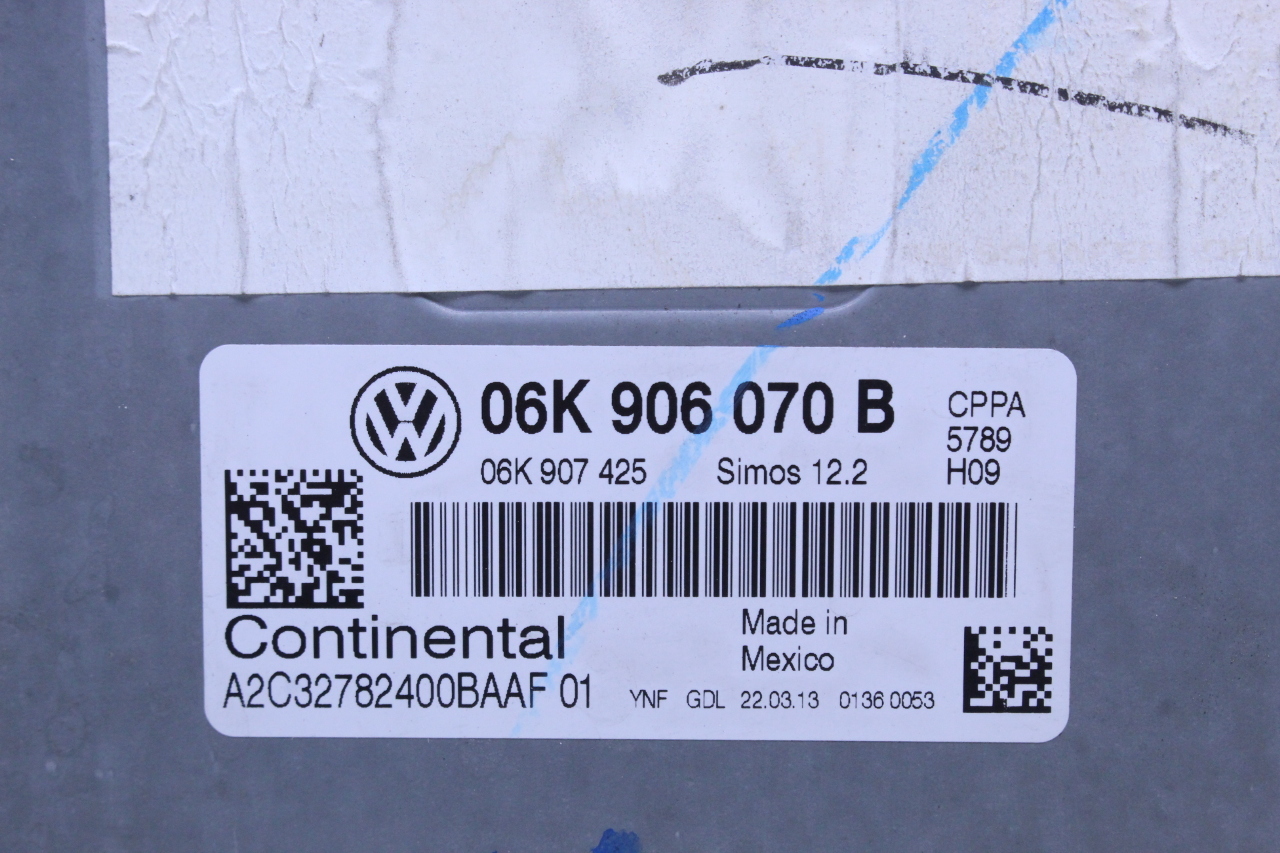 06K 906 070 B
CPPA
5789
H09
06K 907 425 Simos 12.2
Continental
Made in
Mexico
A2C32782400BAAF 01
YNF GDL 22.03.13 0136 0053